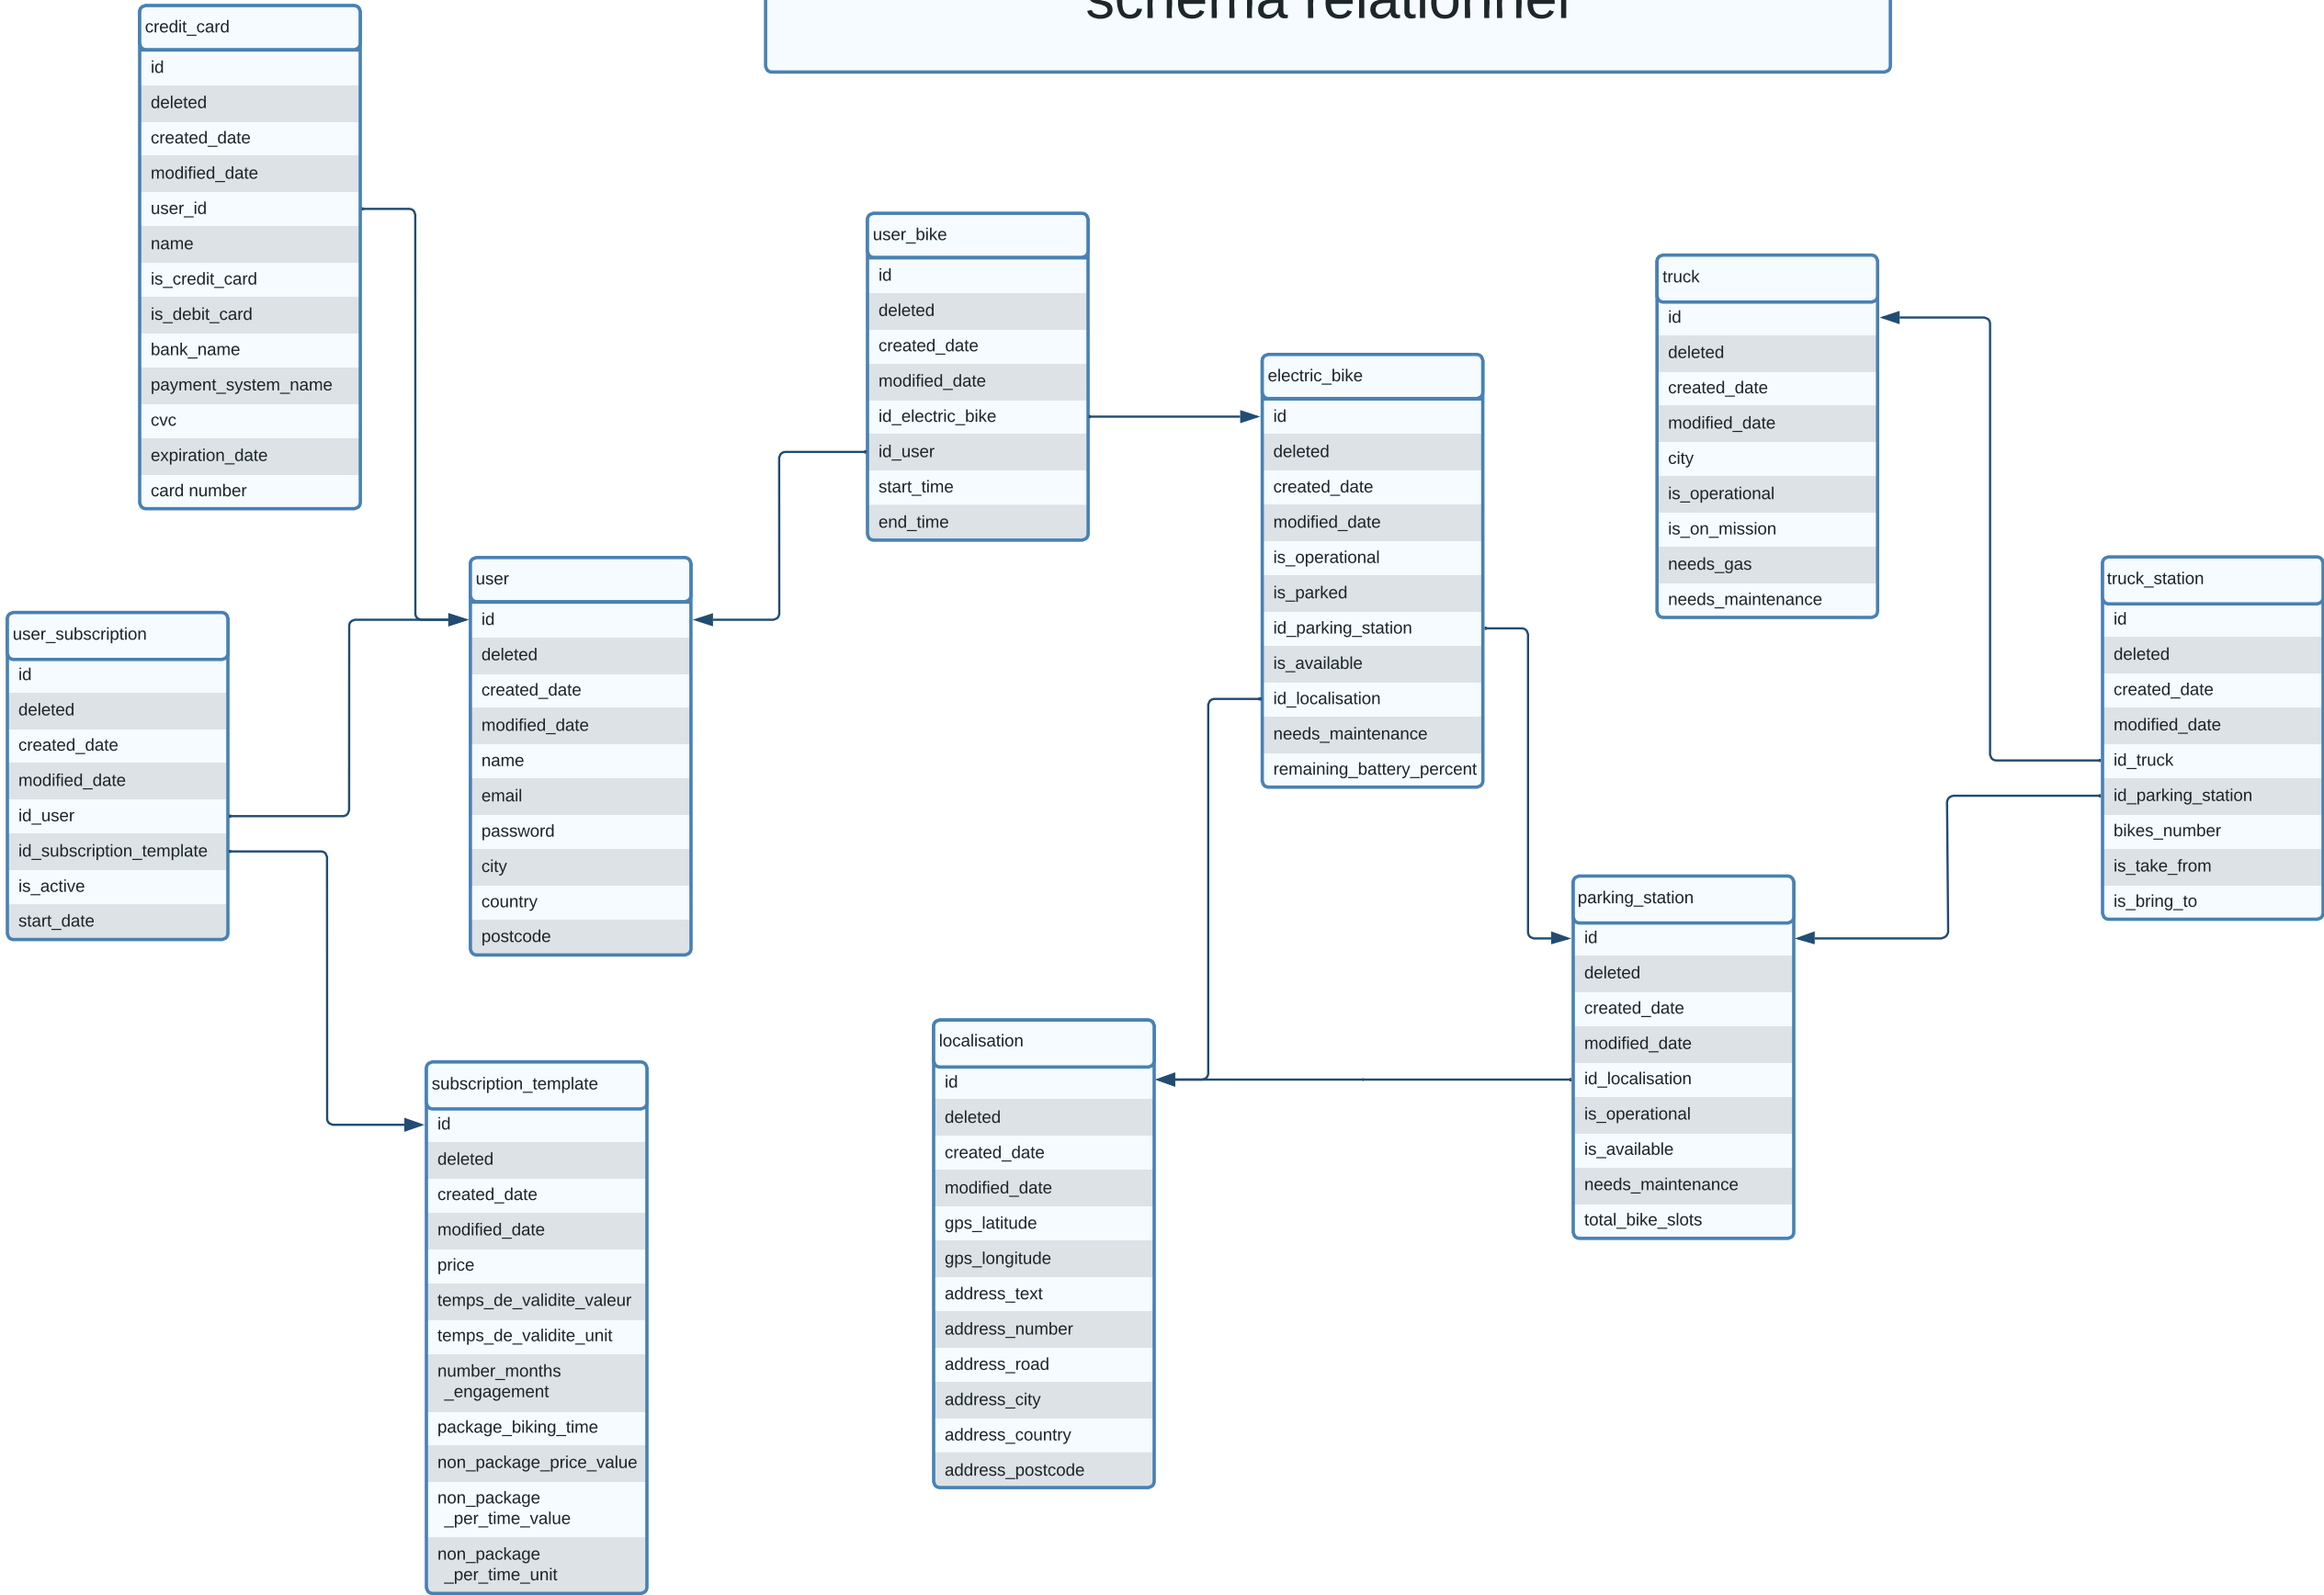 schema relationnel
credit_card
id
deleted
created_date
modified_date
user_id
name
is_credit_card
is_debit_card
bank_name
payment_system_name
cvc
expiration_date
card number
user_bike
id
deleted
created_date
modified_date
id_electric_bike
id_user
start_time
end_time
truck
id
deleted
created_date
modified_date
city
is_operational
is_on_mission
needs_gas
needs_maintenance
electric_bike
id
deleted
created_date
modified_date
is_operational
is_parked
id_parking_station
is_available
id_localisation
needs_maintenance
remaining_battery_percent
user
id
deleted
created_date
modified_date
name
email
password
city
country
postcode
truck_station
id
deleted
created_date
modified_date
id_truck
id_parking_station
bikes_number
is_take_from
is_bring_to
user_subscription
id
deleted
created_date
modified_date
id_user
id_subscription_template
is_active
start_date
parking_station
id
deleted
created_date
modified_date
id_localisation
is_operational
is_available
needs_maintenance
total_bike_slots
localisation
id
deleted
created_date
modified_date
gps_latitude
gps_longitude
address_text
address_number
address_road
address_city
address_country
address_postcode
subscription_template
id
deleted
created_date
modified_date
price
temps_de_validite_valeur
temps_de_validite_unit
number_months
_engagement
package_biking_time
non_package_price_value
non_package
_per_time_value
non_package
_per_time_unit